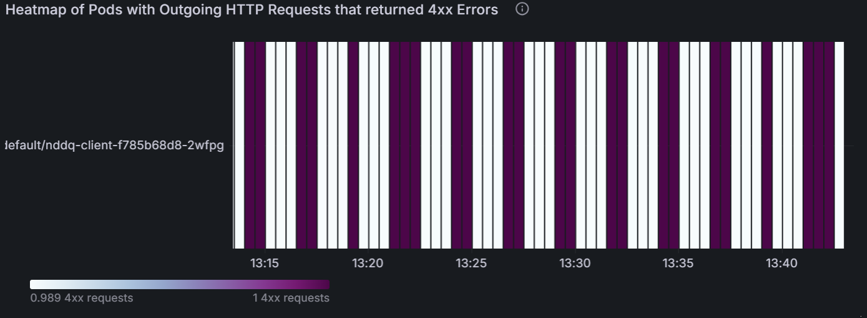 Heatmap of Pods with Outgoing HTTP Requests that returned 4xx Errors
default/nddq-client-f785b68d8-2wfpg
13:15 13:20 13:25 13:30 13:35 13:40
0.989 4xx requests 1 4xx requests